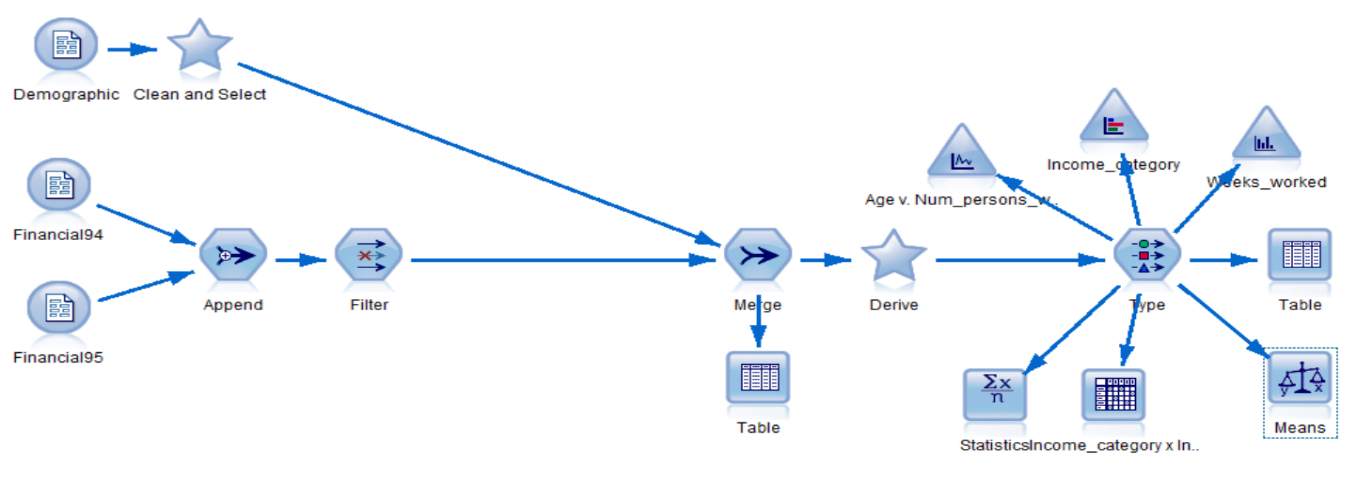 Demographic
Clean and Select
Financial94
Financial95
Append
Filter
Merge
Table
Derive
Age v. Num_persons_w..
Income_category
Weeks_worked
Type
Table
Σx
n
Statistics
Income_category x In..
y x
Means